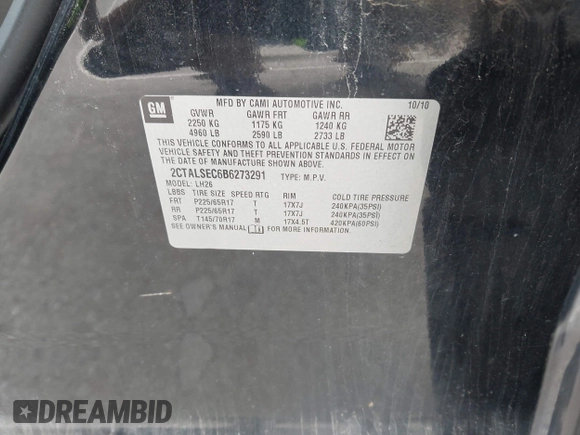 GM
MFD BY CAMI AUTOMOTIVE INC. 10/10
GVWR GAWR FRT GAWR RR
2250 KG 1175 KG 1240 KG
4960 LB 2590 LB 2733 LB
THIS VEHICLE CONFORMS TO ALL APPLICABLE U.S. FEDERAL MOTOR
VEHICLE SAFETY AND THEFT PREVENTION STANDARDS IN EFFECT ON
THE DATE OF MANUFACTURE SHOWN ABOVE.
2CTALSEC6B6273291 TYPE: M.P.V.
MODEL: LH26
LBBS TIRE SIZE SPEED RTG RIM COLD TIRE PRESSURE
FRT P225/65R17 T 17X7J 240KPA(35PSI)
RR P225/65R17 T 17X7J 240KPA(35PSI)
SPA T145/70R17 M 17X4.5T 420KPA(60PSI)
SEE OWNER'S MANUAL FOR MORE INFORMATION.
DREAMBID